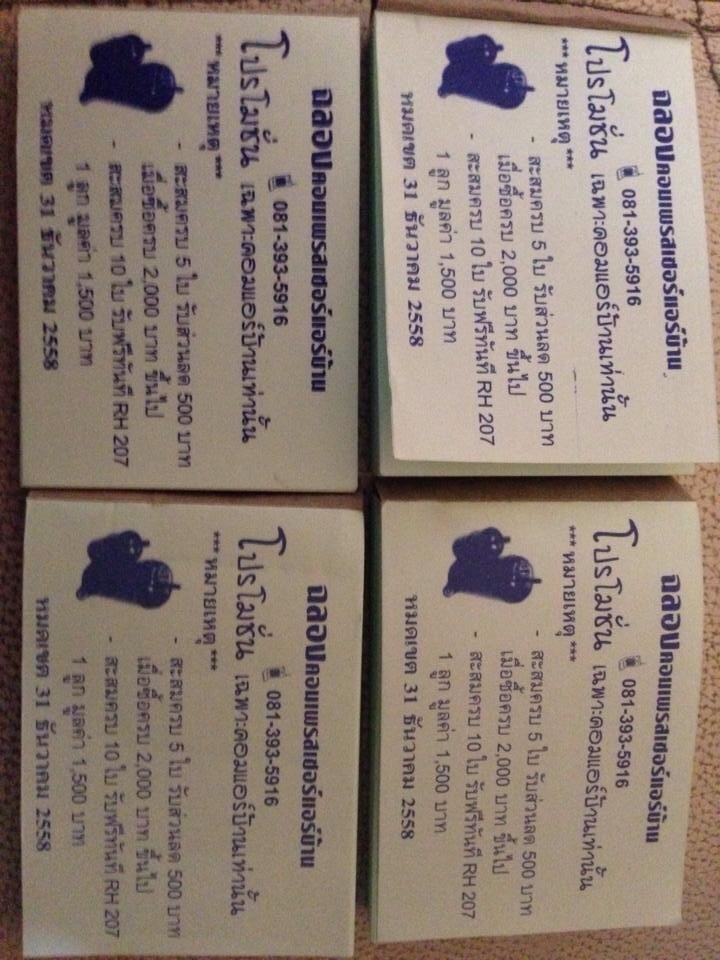 ฉลอปคอมเพรสเซอร์แอร์บ้าน
081-393-5916
โปรโมชั่น เฉพาะคอมแอร์บ้านเท่านั้น
*** หมายเหตุ ***
- สะสมครบ 5 ใบ รับส่วนลด 500 บาท
เมื่อซื้อครบ 2,000 บาท ขึ้นไป
- สะสมครบ 10 ใบ รับฟรีทันที RH 207
1 ลูก มูลค่า 1,500 บาท
หมดเขต 31 ธันวาคม 2558
ฉลอปคอมเพรสเซอร์แอร์บ้าน
081-393-5916
โปรโมชั่น เฉพาะคอมแอร์บ้านเท่านั้น
*** หมายเหตุ ***
- สะสมครบ 5 ใบ รับส่วนลด 500 บาท
เมื่อซื้อครบ 2,000 บาท ขึ้นไป
- สะสมครบ 10 ใบ รับฟรีทันที RH 207
1 ลูก มูลค่า 1,500 บาท
หมดเขต 31 ธันวาคม 2558
ฉลอปคอมเพรสเซอร์แอร์บ้าน
081-393-5916
โปรโมชั่น เฉพาะคอมแอร์บ้านเท่านั้น
*** หมายเหตุ ***
- สะสมครบ 5 ใบ รับส่วนลด 500 บาท
เมื่อซื้อครบ 2,000 บาท ขึ้นไป
- สะสมครบ 10 ใบ รับฟรีทันที RH 207
1 ลูก มูลค่า 1,500 บาท
หมดเขต 31 ธันวาคม 2558
ฉลอปคอมเพรสเซอร์แอร์บ้าน
081-393-5916
โปรโมชั่น เฉพาะคอมแอร์บ้านเท่านั้น
*** หมายเหตุ ***
- สะสมครบ 5 ใบ รับส่วนลด 500 บาท
เมื่อซื้อครบ 2,000 บาท ขึ้นไป
- สะสมครบ 10 ใบ รับฟรีทันที RH 207
1 ลูก มูลค่า 1,500 บาท
หมดเขต 31 ธันวาคม 2558